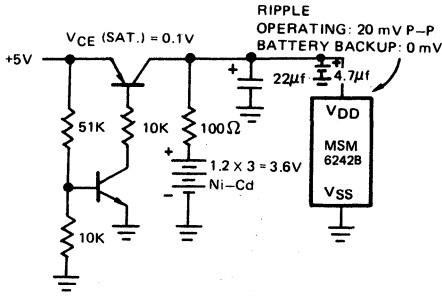 RIPPLE
OPERATING: 20 mV P-P
BATTERY BACKUP: 0 mV
VCE (SAT.) = 0.1V
+5V
+
22µf
+
4.7µf
51K
10K
100Ω
VDD
MSM
6242B
VSS
+
1.2 X 3 = 3.6V
Ni-Cd
-
10K